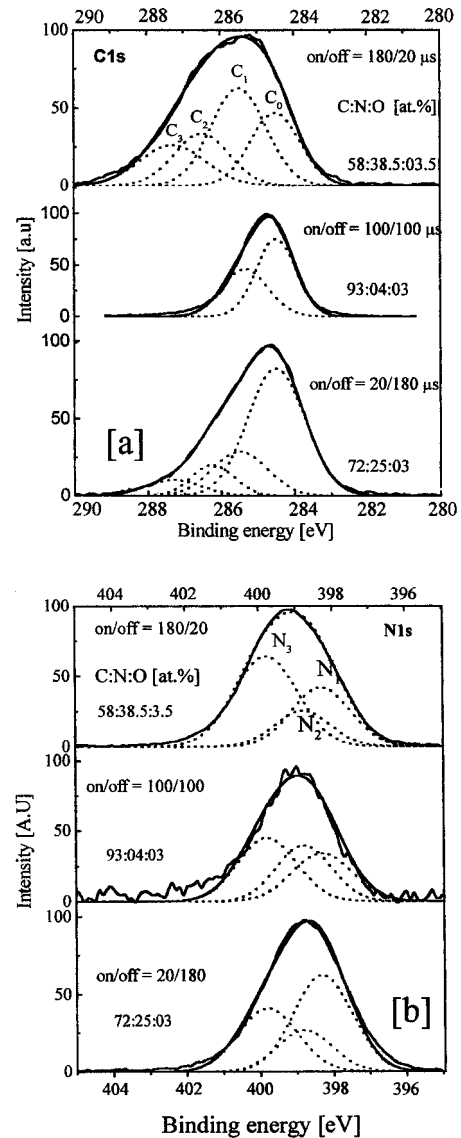 290 288 286 284 282 280
C1s
on/off = 180/20 μs
100
C₁
C₀
C:N:O [at.%]
50
C₂
C₃
58:38.5:03.5
0
100
on/off = 100/100 μs
50
93:04:03
0
Intensity [a.u]
100
on/off = 20/180 μs
50
[a]
72:25:03
0
290 288 286 284 282 280
Binding energy [eV]
404 402 400 398 396
100
on/off = 180/20
N1s
N₃
C:N:O [at.%]
N₁
50
58:38.5:3.5
N₂
0
100
on/off = 100/100
50
93:04:03
0
Intensity [A.U]
100
on/off = 20/180
50
[b]
72:25:03
0
404 402 400 398 396
Binding energy [eV]